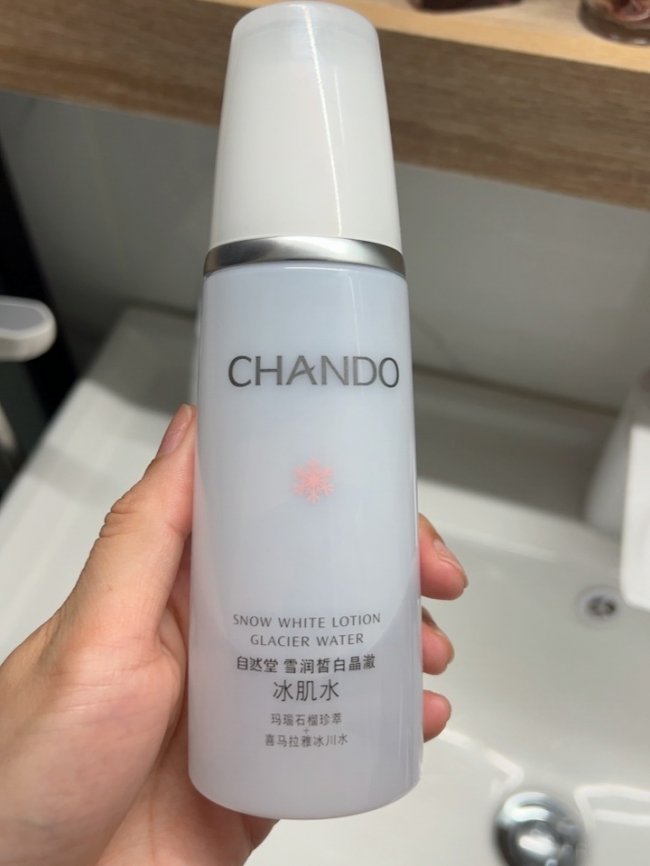 CHANDO
SNOW WHITE LOTION
GLACIER WATER
自然堂 雪润皙白晶澈
冰肌水
玛瑙石榴珍萃
+
喜马拉雅冰川水